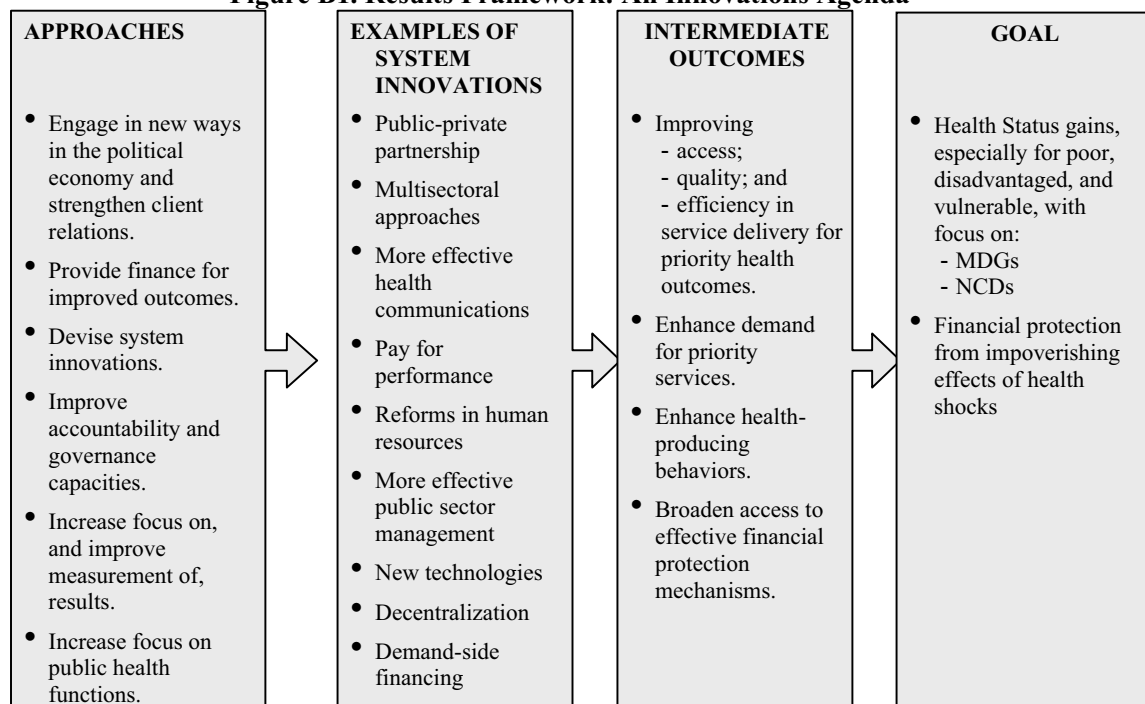 Figure B1. Results Framework: An Innovations Agenda
APPROACHES
• Engage in new ways
in the political
economy and
strengthen client
relations.
• Provide finance for
improved outcomes.
• Devise system
innovations.
• Improve
accountability and
governance
capacities.
• Increase focus on,
and improve
measurement of,
results.
• Increase focus on
public health
functions.
EXAMPLES OF
SYSTEM
INNOVATIONS
• Public-private
partnership
• Multisectoral
approaches
• More effective
health
communications
• Pay for
performance
• Reforms in human
resources
• More effective
public sector
management
• New technologies
• Decentralization
• Demand-side
financing
INTERMEDIATE
OUTCOMES
• Improving
- access;
- quality; and
- efficiency in
service delivery for
priority health
outcomes.
• Enhance demand
for priority
services.
• Enhance health-
producing
behaviors.
• Broaden access to
effective financial
protection
mechanisms.
GOAL
• Health Status gains,
especially for poor,
disadvantaged, and
vulnerable, with
focus on:
- MDGs
- NCDs
• Financial protection
from impoverishing
effects of health
shocks